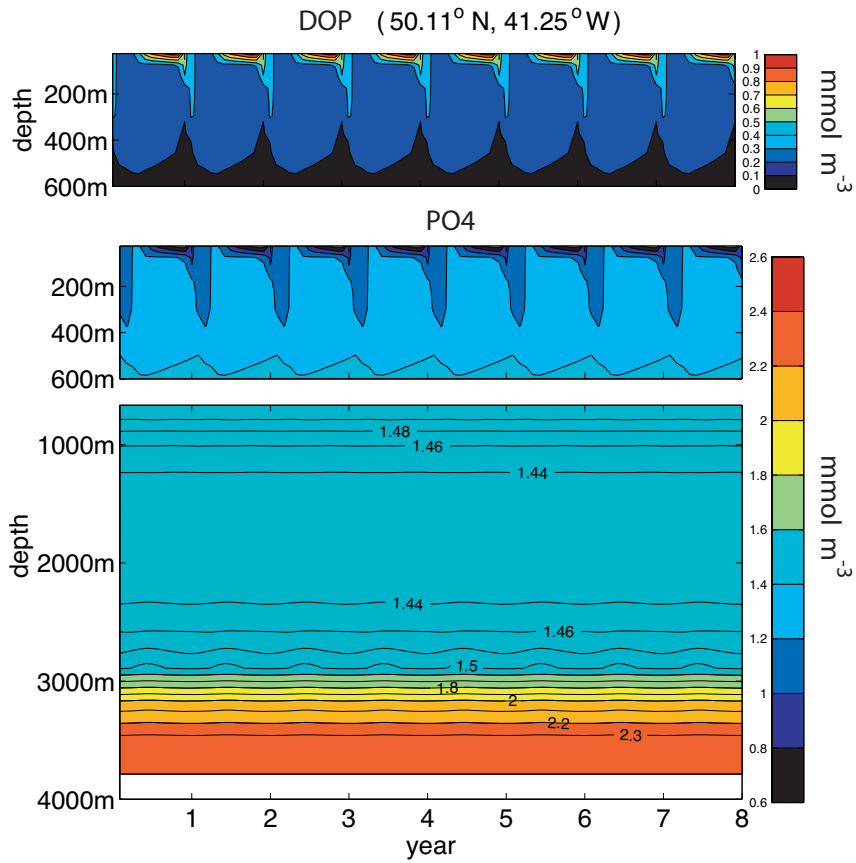 DOP (50.11° N, 41.25° W)
depth
200m
400m
600m
1
0.9
0.8
0.7
0.6
0.5
0.4
0.3
0.2
0.1
0
mmol m-3
PO4
200m
400m
600m
depth
1000m
2000m
3000m
4000m
1.48
1.46
1.44
1.44
1.46
1.5
1.8
2
2.2
2.3
1 2 3 4 5 6 7 8
year
2.6
2.4
2.2
2
1.8
1.6
1.4
1.2
1
0.8
0.6
mmol m-3